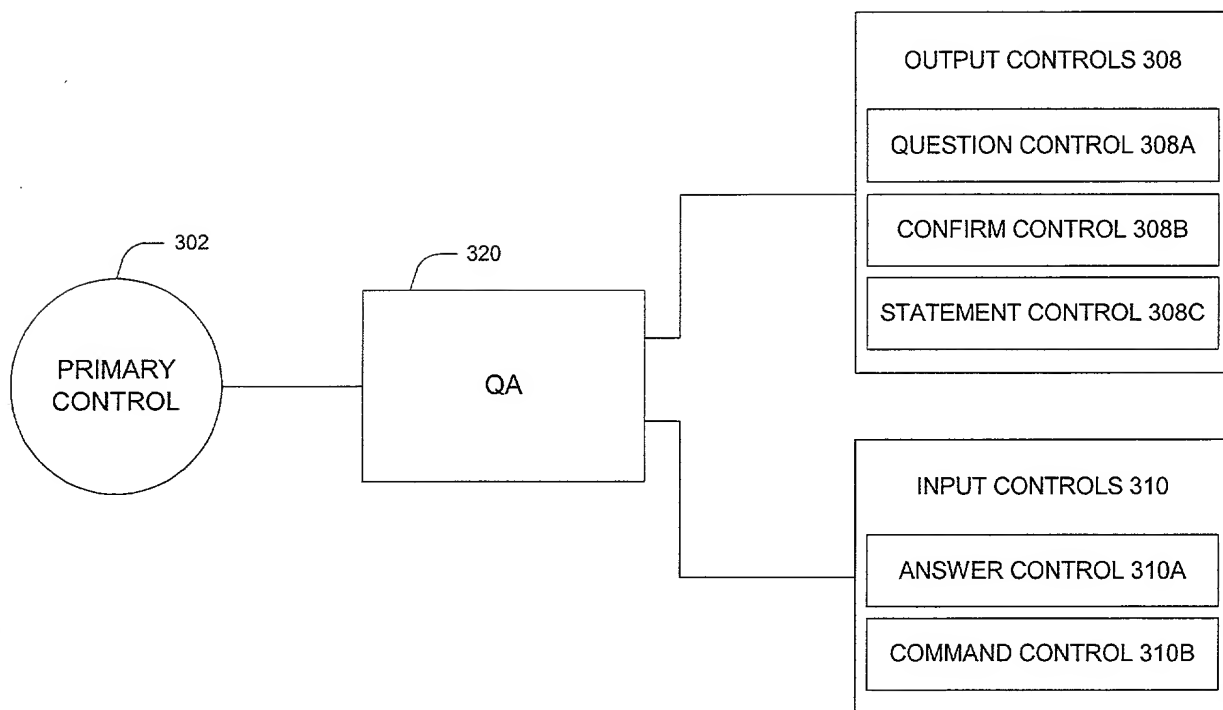 302
PRIMARY
CONTROL
320
QA
OUTPUT CONTROLS 308
QUESTION CONTROL 308A
CONFIRM CONTROL 308B
STATEMENT CONTROL 308C
INPUT CONTROLS 310
ANSWER CONTROL 310A
COMMAND CONTROL 310B